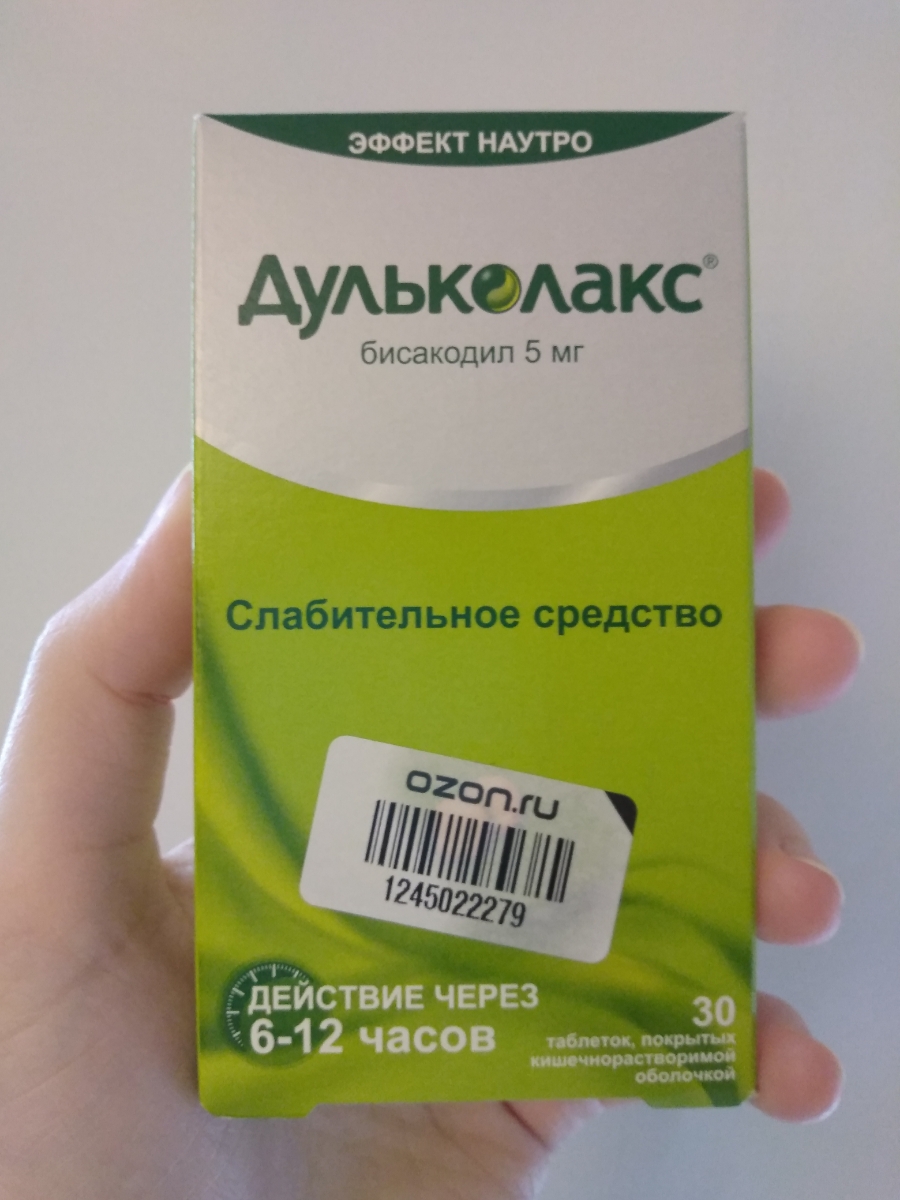 ЭФФЕКТ НАУТРО
Дульколакс®
бисакодил 5 мг
Слабительное средство
ozon.ru
1245022279
ДЕЙСТВИЕ ЧЕРЕЗ
6-12 часов
30
таблеток, покрытых
кишечнорастворимой
оболочкой